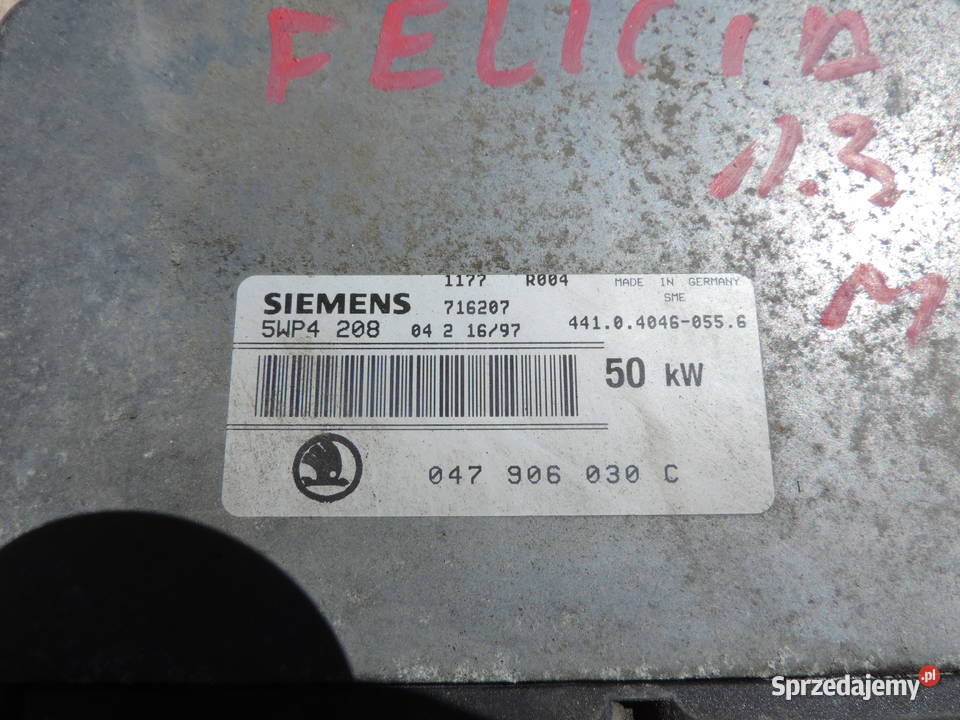 FELICIA
1.3
M
1177 R004 MADE IN GERMANY
SIEMENS 716207 SME
5WP4 208 04 2 16/97 441.0.4046-055.6
50 kW
047 906 030 C
Sprzedajemy.pl